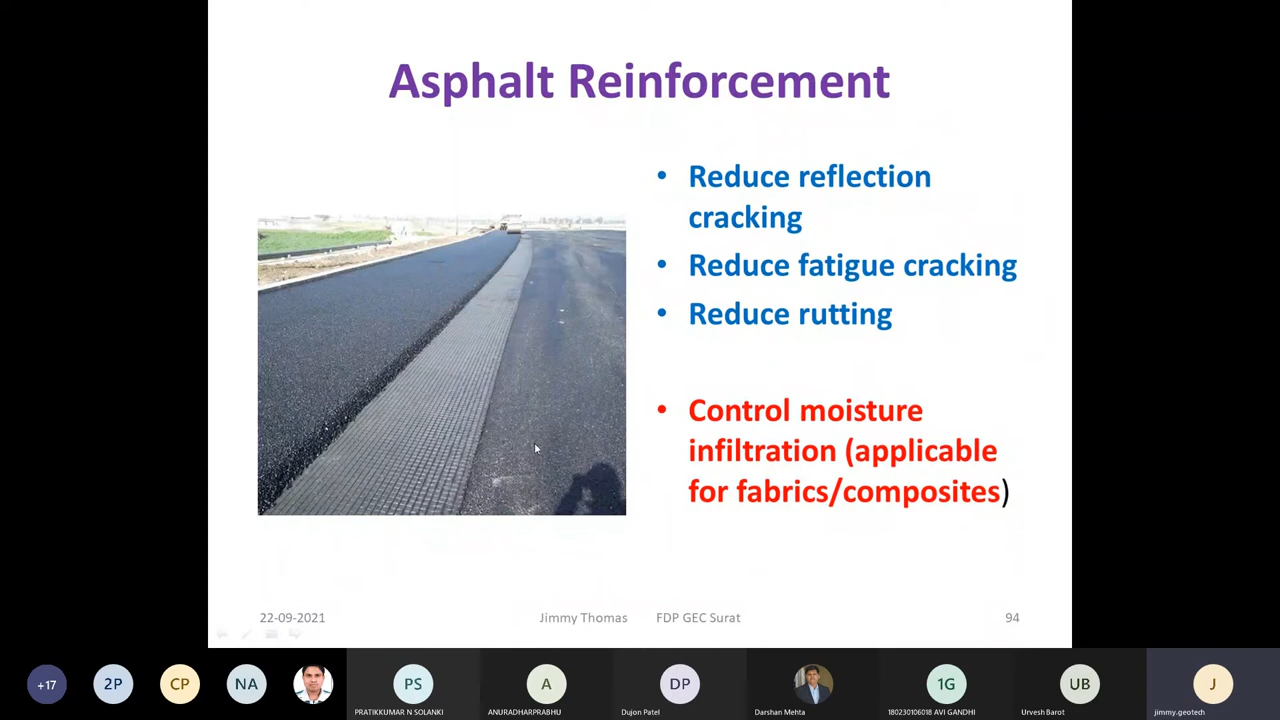 Asphalt Reinforcement
• Reduce reflection
cracking
• Reduce fatigue cracking
• Reduce rutting
• Control moisture
infiltration (applicable
for fabrics/composites)
22-09-2021 Jimmy Thomas FDP GEC Surat 94
+17 2P CP NA PS A DP 1G UB J
PRATIKKUMAR N SOLANKI ANURADHARPRABHU Dujon Patel Darshan Mehta 180230106018 AVI GANDHI Urvesh Barot jimmy.geotech